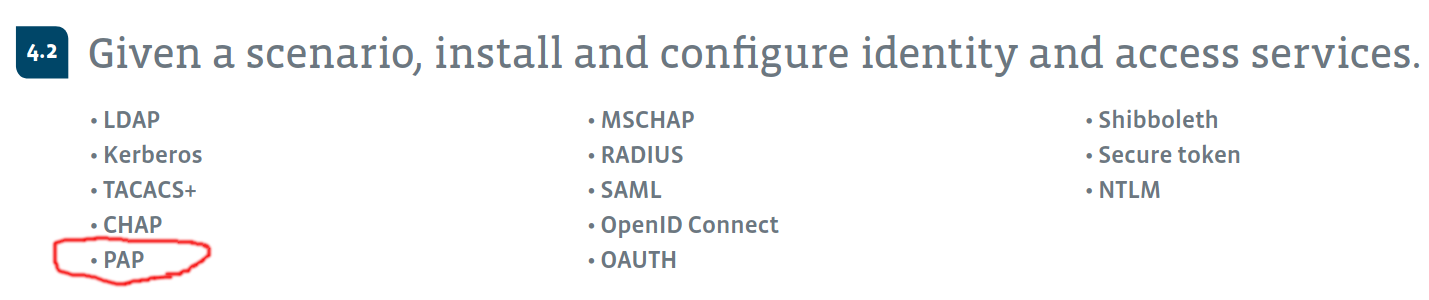 4.2 Given a scenario, install and configure identity and access services.
• LDAP
• Kerberos
• TACACS+
• CHAP
• PAP
• MSCHAP
• RADIUS
• SAML
• OpenID Connect
• OAUTH
• Shibboleth
• Secure token
• NTLM